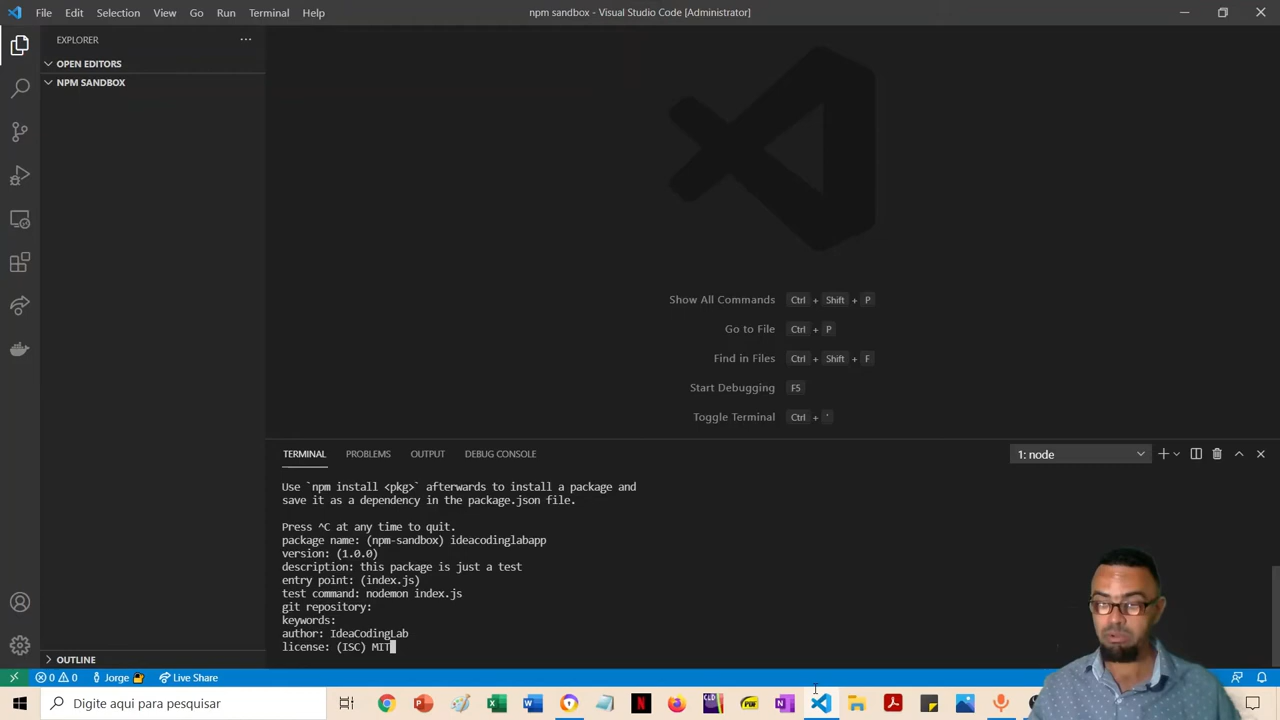 File Edit Selection View Go Run Terminal Help
npm sandbox - Visual Studio Code [Administrator]
EXPLORER
OPEN EDITORS
NPM SANDBOX
Show All Commands Ctrl + Shift + P
Go to File Ctrl + P
Find in Files Ctrl + Shift + F
Start Debugging F5
Toggle Terminal Ctrl + '
TERMINAL PROBLEMS OUTPUT DEBUG CONSOLE 1: node
Use `npm install <pkg>` afterwards to install a package and
save it as a dependency in the package.json file.
Press ^C at any time to quit.
package name: (npm-sandbox) ideacodinglabapp
version: (1.0.0)
description: this package is just a test
entry point: (index.js)
test command: nodemon index.js
git repository:
keywords:
author: IdeaCodingLab
license: (ISC) MIT
OUTLINE
0 0 Jorge Live Share
Digite aqui para pesquisar